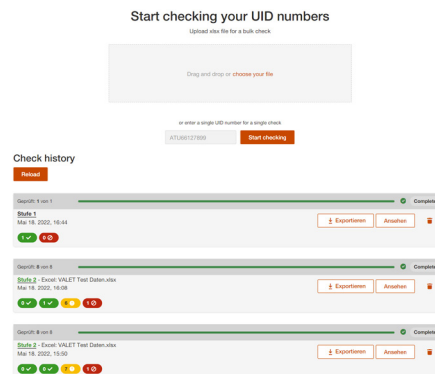 Start checking your UID numbers
Upload xlsx file for a bulk check
Drag and drop or choose your file
or enter a single UID number for a single check
Start checking
Check history
Reload
Geprüft: 1 von 1
Complete
Stufe 1
Mai 18. 2022, 16:44
Exportieren
Ansehen
1
0
Geprüft: 8 von 8
Complete
Stufe 2 - Excel: VALET Test Daten.xlsx
Mai 18. 2022, 16:08
Exportieren
Ansehen
0
1
6
1
Geprüft: 8 von 8
Complete
Stufe 2 - Excel: VALET Test Daten.xlsx
Mai 18. 2022, 15:50
Exportieren
Ansehen
0
0
7
1